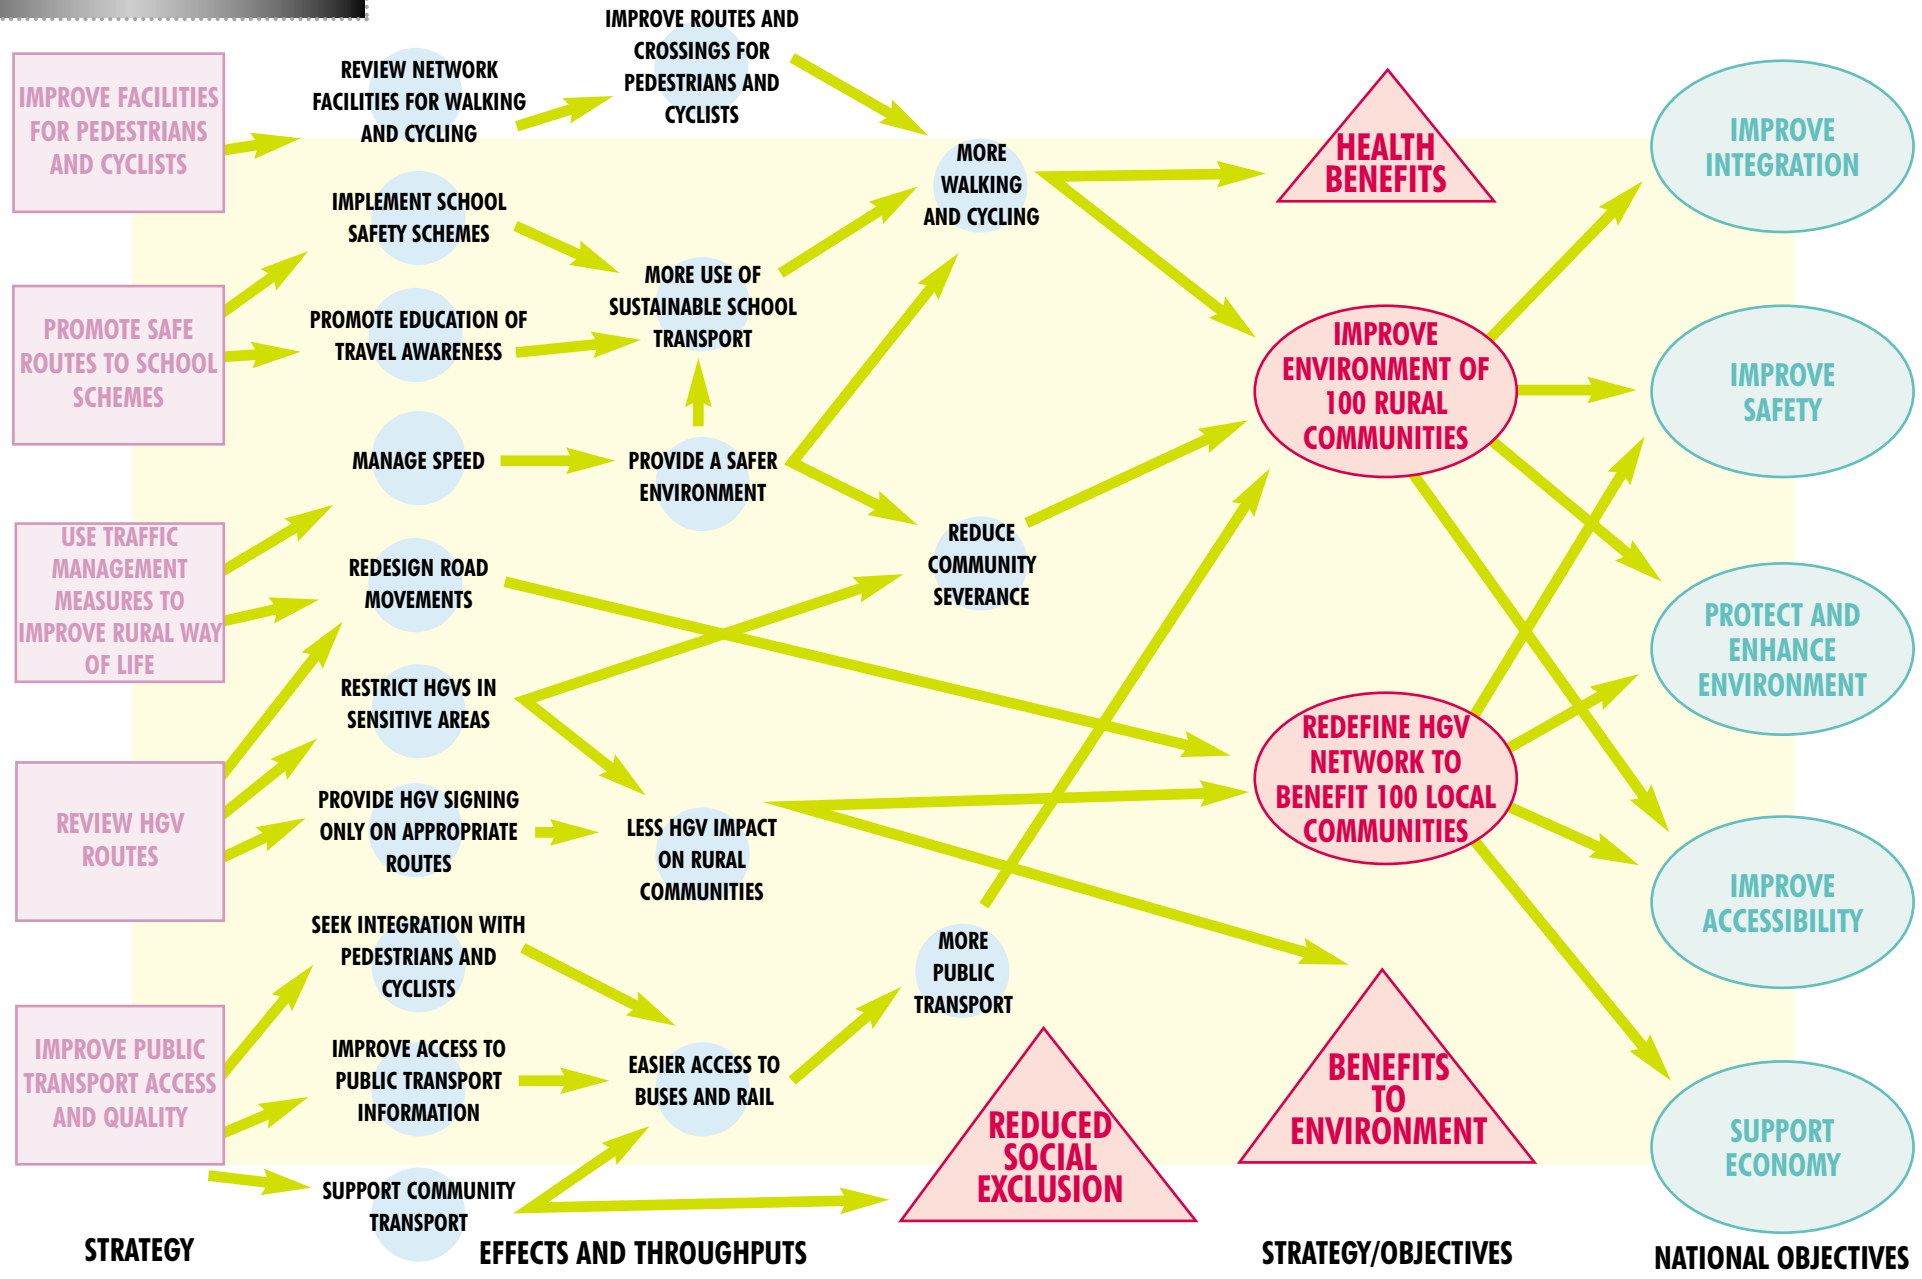 IMPROVE FACILITIES
FOR PEDESTRIANS
AND CYCLISTS
PROMOTE SAFE
ROUTES TO SCHOOL
SCHEMES
USE TRAFFIC
MANAGEMENT
MEASURES TO
IMPROVE RURAL WAY
OF LIFE
REVIEW HGV
ROUTES
IMPROVE PUBLIC
TRANSPORT ACCESS
AND QUALITY
STRATEGY
REVIEW NETWORK
FACILITIES FOR WALKING
AND CYCLING
IMPLEMENT SCHOOL
SAFETY SCHEMES
PROMOTE EDUCATION OF
TRAVEL AWARENESS
MANAGE SPEED
REDESIGN ROAD
MOVEMENTS
RESTRICT HGVS IN
SENSITIVE AREAS
PROVIDE HGV SIGNING
ONLY ON APPROPRIATE
ROUTES
SEEK INTEGRATION WITH
PEDESTRIANS AND
CYCLISTS
IMPROVE ACCESS TO
PUBLIC TRANSPORT
INFORMATION
SUPPORT COMMUNITY
TRANSPORT
IMPROVE ROUTES AND
CROSSINGS FOR
PEDESTRIANS AND
CYCLISTS
MORE USE OF
SUSTAINABLE SCHOOL
TRANSPORT
PROVIDE A SAFER
ENVIRONMENT
LESS HGV IMPACT
ON RURAL
COMMUNITIES
EASIER ACCESS TO
BUSES AND RAIL
EFFECTS AND THROUGHPUTS
MORE
WALKING
AND CYCLING
REDUCE
COMMUNITY
SEVERANCE
MORE
PUBLIC
TRANSPORT
REDUCED
SOCIAL
EXCLUSION
HEALTH
BENEFITS
IMPROVE
ENVIRONMENT OF
100 RURAL
COMMUNITIES
REDEFINE HGV
NETWORK TO
BENEFIT 100 LOCAL
COMMUNITIES
BENEFITS
TO
ENVIRONMENT
STRATEGY/OBJECTIVES
IMPROVE
INTEGRATION
IMPROVE
SAFETY
PROTECT AND
ENHANCE
ENVIRONMENT
IMPROVE
ACCESSIBILITY
SUPPORT
ECONOMY
NATIONAL OBJECTIVES